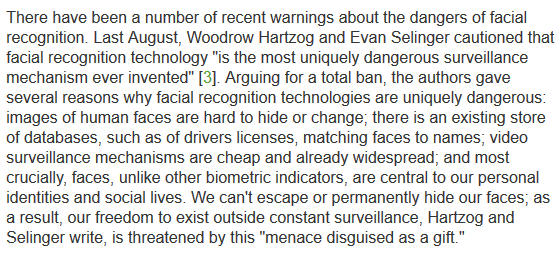 There have been a number of recent warnings about the dangers of facial
recognition. Last August, Woodrow Hartzog and Evan Selinger cautioned that
facial recognition technology "is the most uniquely dangerous surveillance
mechanism ever invented" [3]. Arguing for a total ban, the authors gave
several reasons why facial recognition technologies are uniquely dangerous:
images of human faces are hard to hide or change; there is an existing store
of databases, such as of drivers licenses, matching faces to names; video
surveillance mechanisms are cheap and already widespread; and most
crucially, faces, unlike other biometric indicators, are central to our personal
identities and social lives. We can't escape or permanently hide our faces; as
a result, our freedom to exist outside constant surveillance, Hartzog and
Selinger write, is threatened by this "menace disguised as a gift."